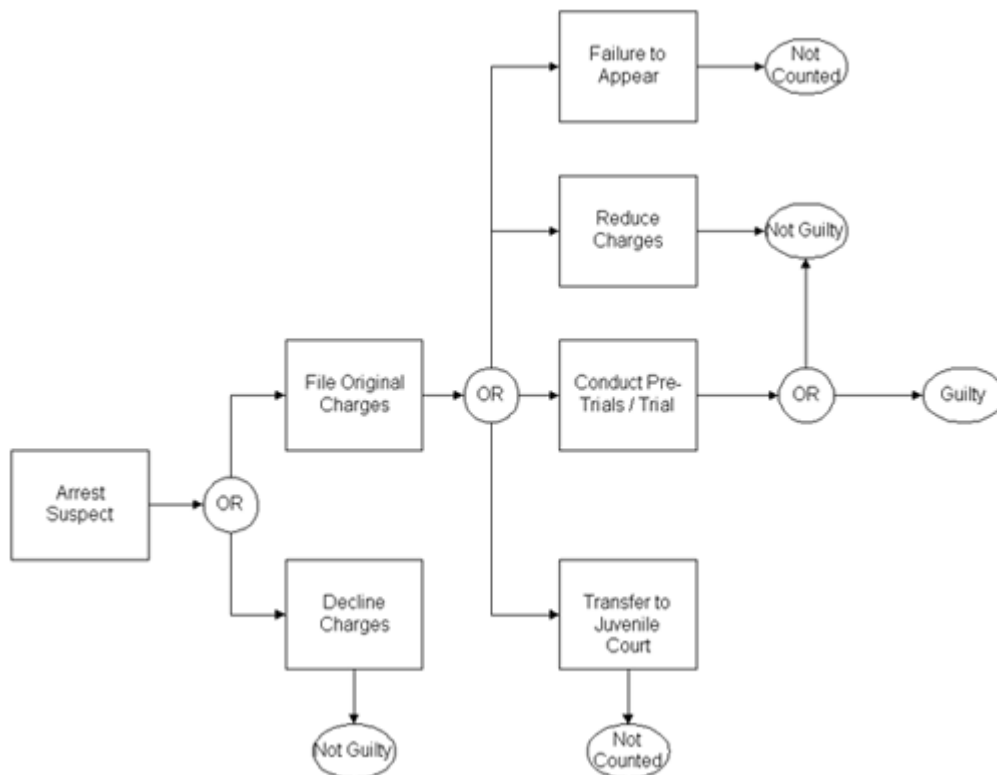 Failure to
Appear
Not
Counted
Reduce
Charges
Not Guilty
File Original
Charges
OR
Conduct Pre-
Trials / Trial
OR
Guilty
Arrest
Suspect
OR
Decline
Charges
Transfer to
Juvenile
Court
Not Guilty
Not
Counted